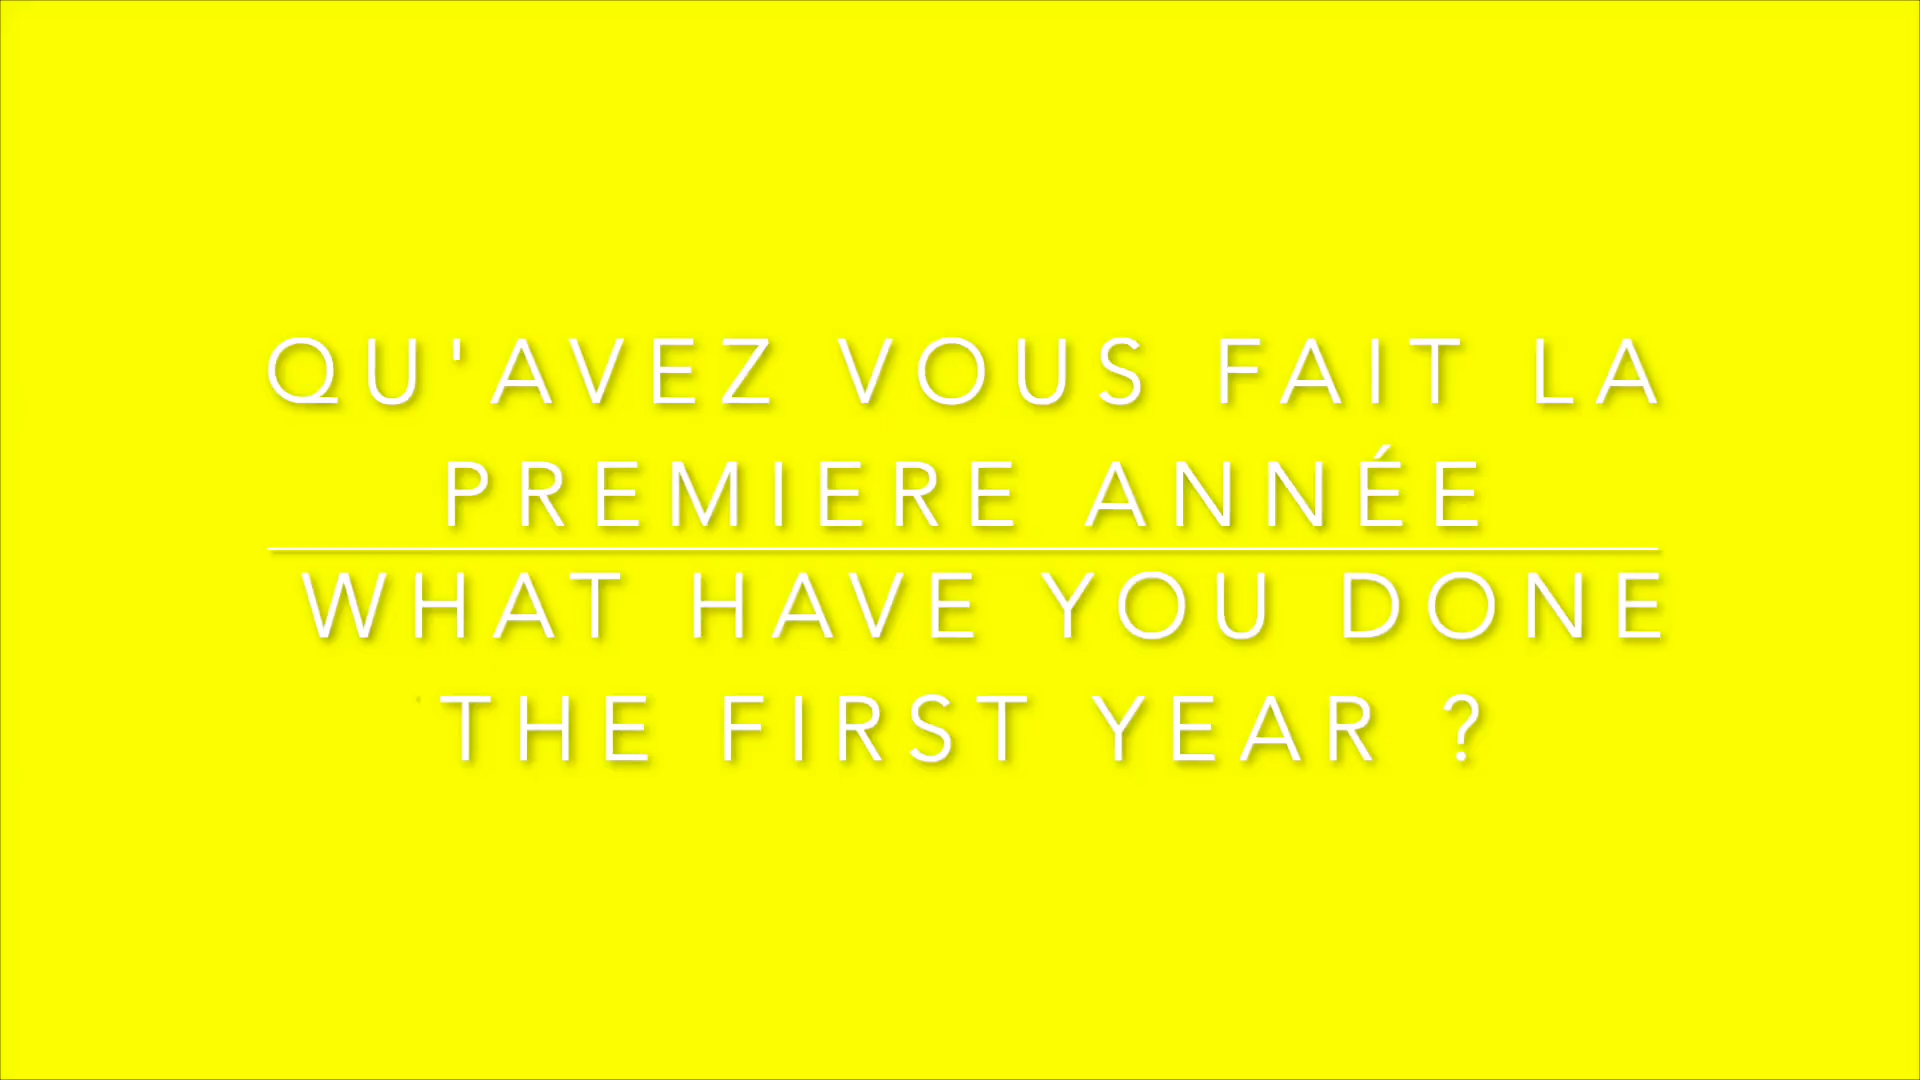 QU'AVEZ VOUS FAIT LA
PREMIERE ANNÉE
WHAT HAVE YOU DONE
THE FIRST YEAR ?